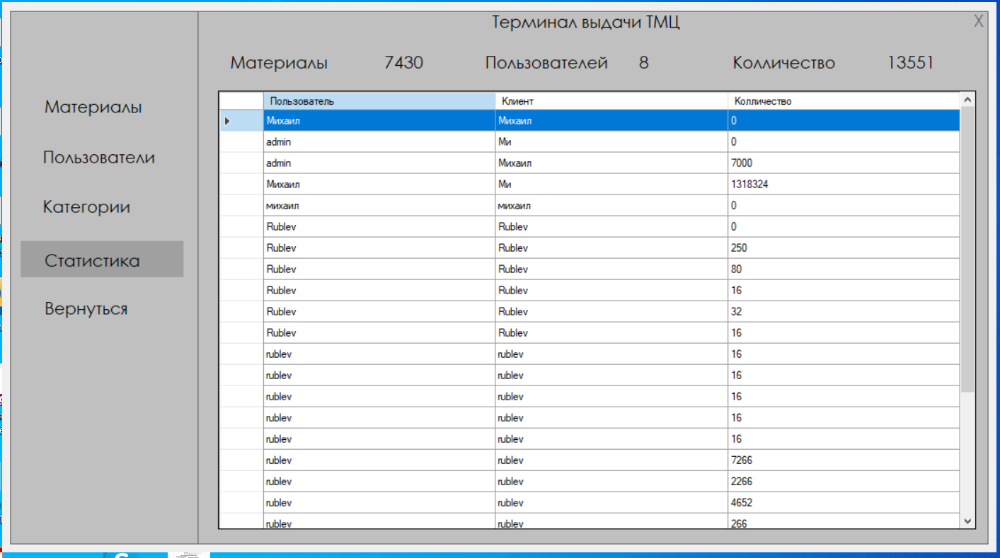 Терминал выдачи ТМЦ X
Материалы 7430 Пользователей 8 Колличество 13551
Материалы
Пользователи
Категории
Статистика
Вернуться
Пользователь Клиент Колличество
Михаил Михаил 0
admin Ми 0
admin Михаил 7000
Михаил Ми 1318324
михаил михаил 0
Rublev Rublev 0
Rublev Rublev 250
Rublev Rublev 80
Rublev Rublev 16
Rublev Rublev 32
Rublev Rublev 16
rublev rublev 16
rublev rublev 16
rublev rublev 16
rublev rublev 16
rublev rublev 16
rublev rublev 7266
rublev rublev 2266
rublev rublev 4652
rublev rublev 266